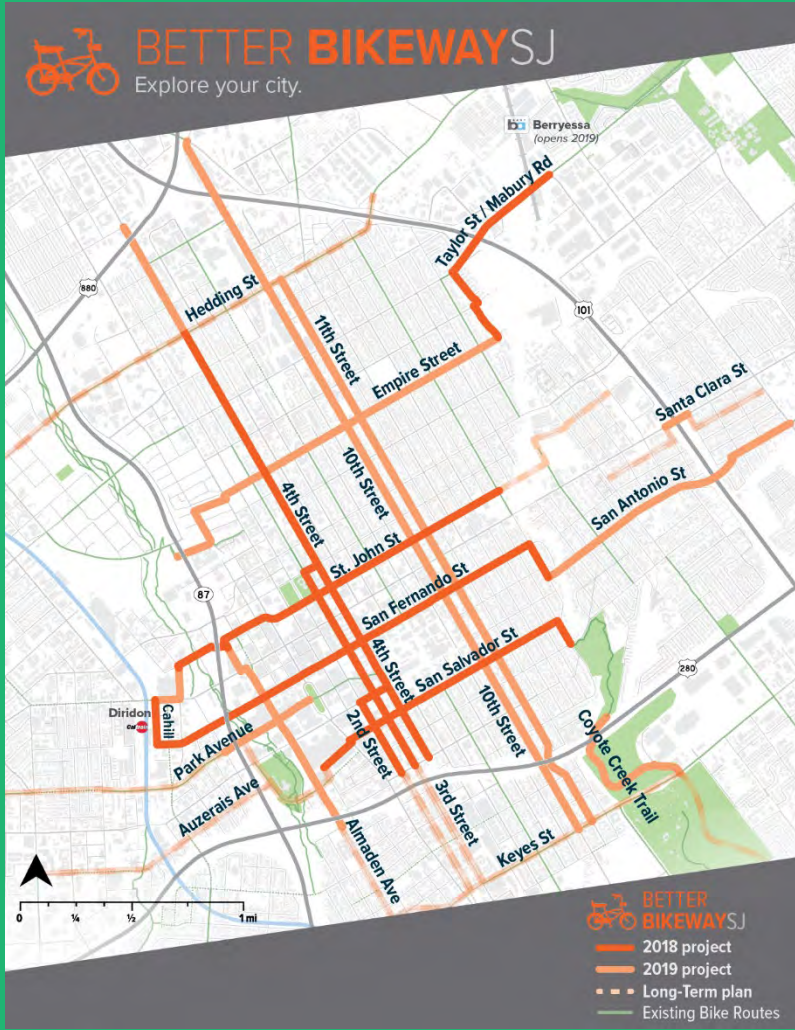 BETTER BIKEWAYSJ
Explore your city.
Berryessa
(opens 2019)
Taylor St / Mabury Rd
880
Hedding St
101
11th Street
Empire Street
Santa Clara St
10th Street
4th Street
San Antonio St
St. John St
San Fernando St
87
4th Street
San Salvador St
280
Diridon
Cahill
10th Street
2nd Street
Park Avenue
Coyote Creek Trail
Auzerais Ave
3rd Street
Almaden Ave
Keyes St
0 ¼ ½ 1 mi
BETTER
BIKEWAYSJ
2018 project
2019 project
Long-Term plan
Existing Bike Routes